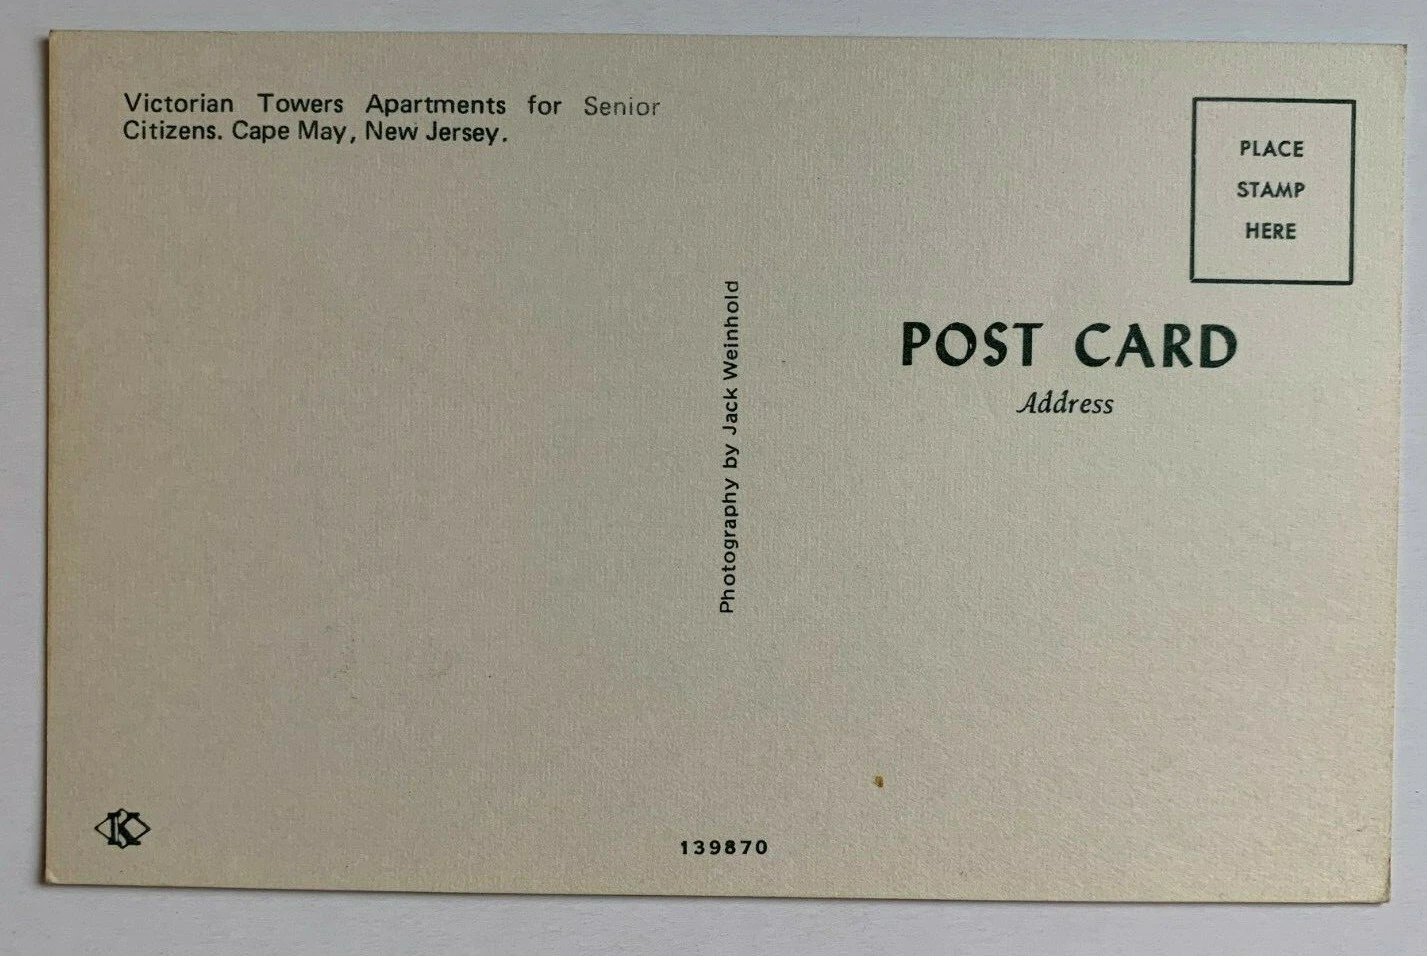 Victorian Towers Apartments for Senior
Citizens. Cape May, New Jersey.
PLACE
STAMP
HERE
Photography by Jack Weinhold
POST CARD
Address
K
139870